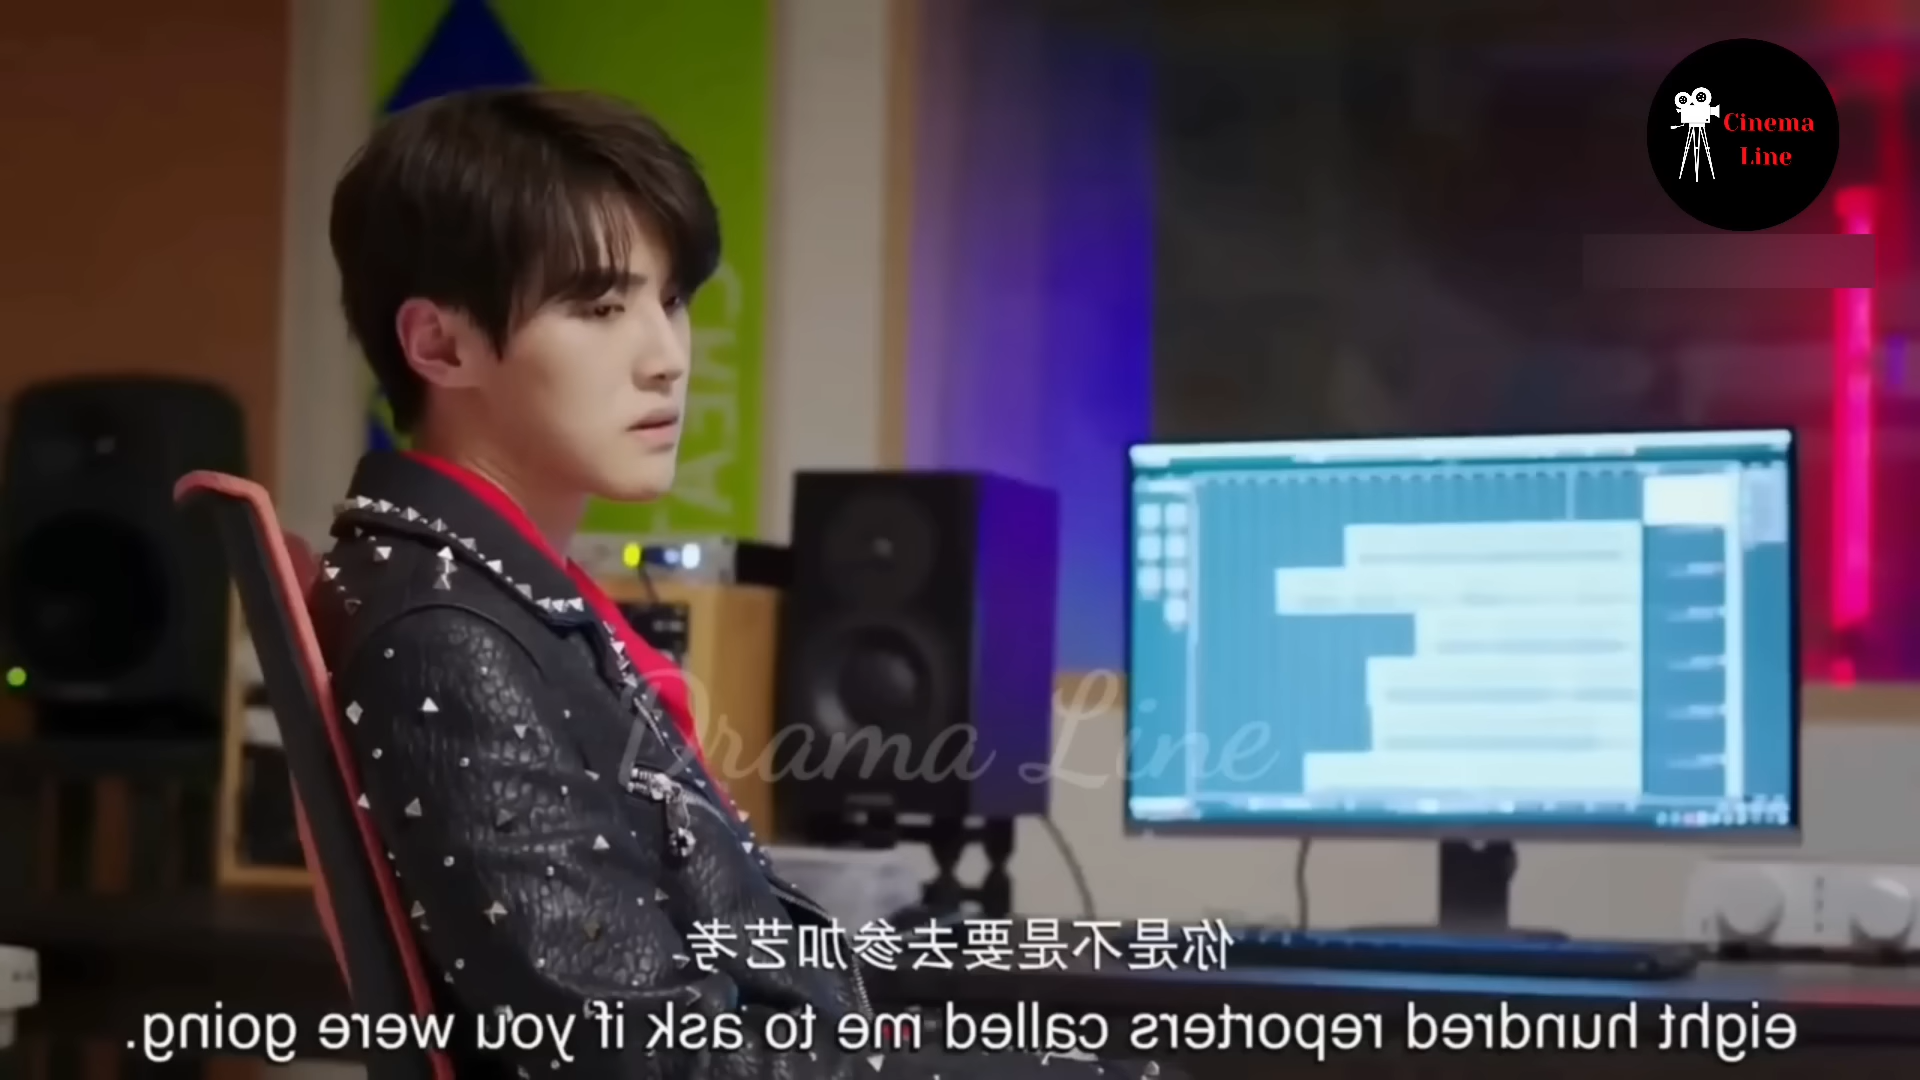 Cinema
Line
CHEAH
Drama Line
你是不是要去参加艺考
eight hundred reporters called me to ask if you were going.